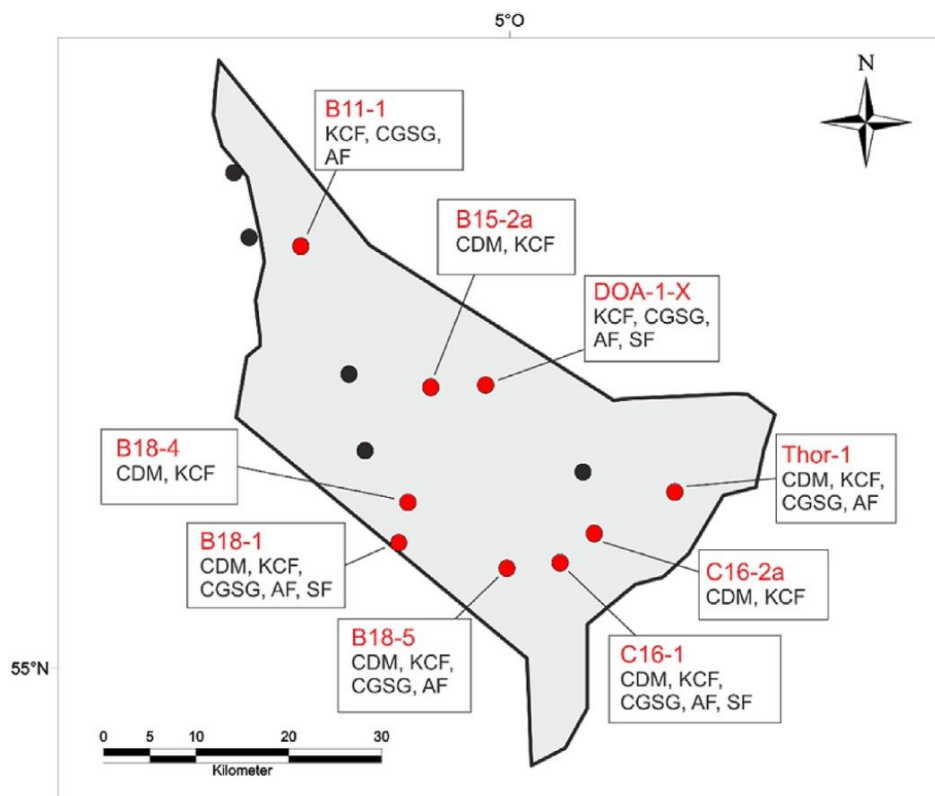 5°O
N
B11-1
KCF, CGSG,
AF
B15-2a
CDM, KCF
DOA-1-X
KCF, CGSG,
AF, SF
B18-4
CDM, KCF
Thor-1
CDM, KCF,
CGSG, AF
B18-1
CDM, KCF,
CGSG, AF, SF
C16-2a
CDM, KCF
B18-5
CDM, KCF,
CGSG, AF
C16-1
CDM, KCF,
CGSG, AF, SF
55°N
0 5 10 20 30
Kilometer